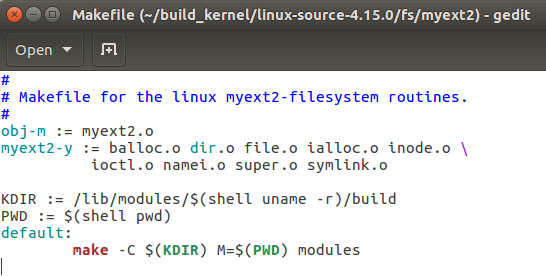 Makefile (~/build_kernel/linux-source-4.15.0/fs/myext2) - gedit
Open
#
# Makefile for the linux myext2-filesystem routines.
#
obj-m := myext2.o
myext2-y := balloc.o dir.o file.o ialloc.o inode.o \
ioctl.o namei.o super.o symlink.o
KDIR := /lib/modules/$(shell uname -r)/build
PWD := $(shell pwd)
default:
make -C $(KDIR) M=$(PWD) modules